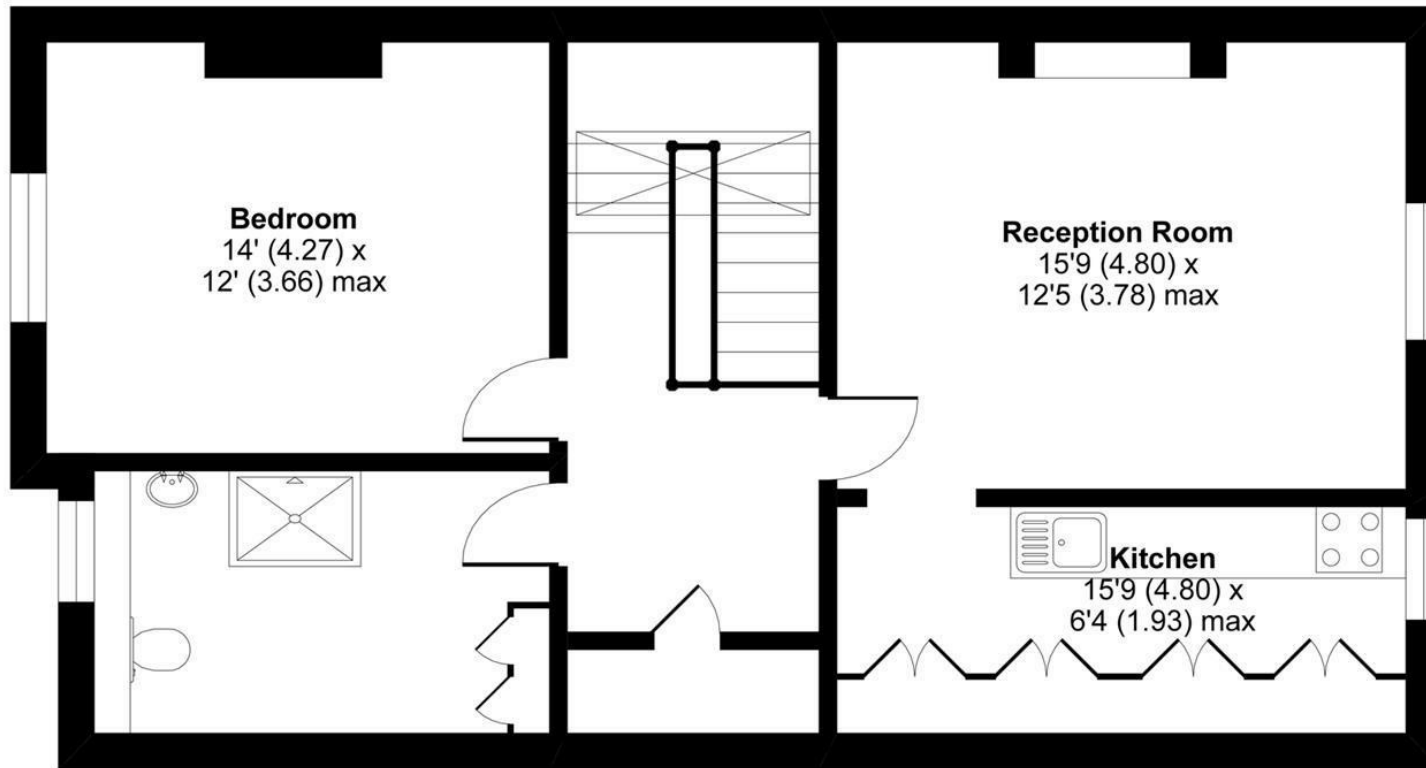 Bedroom
14' (4.27) x
12' (3.66) max
Reception Room
15'9 (4.80) x
12'5 (3.78) max
Kitchen
15'9 (4.80) x
6'4 (1.93) max